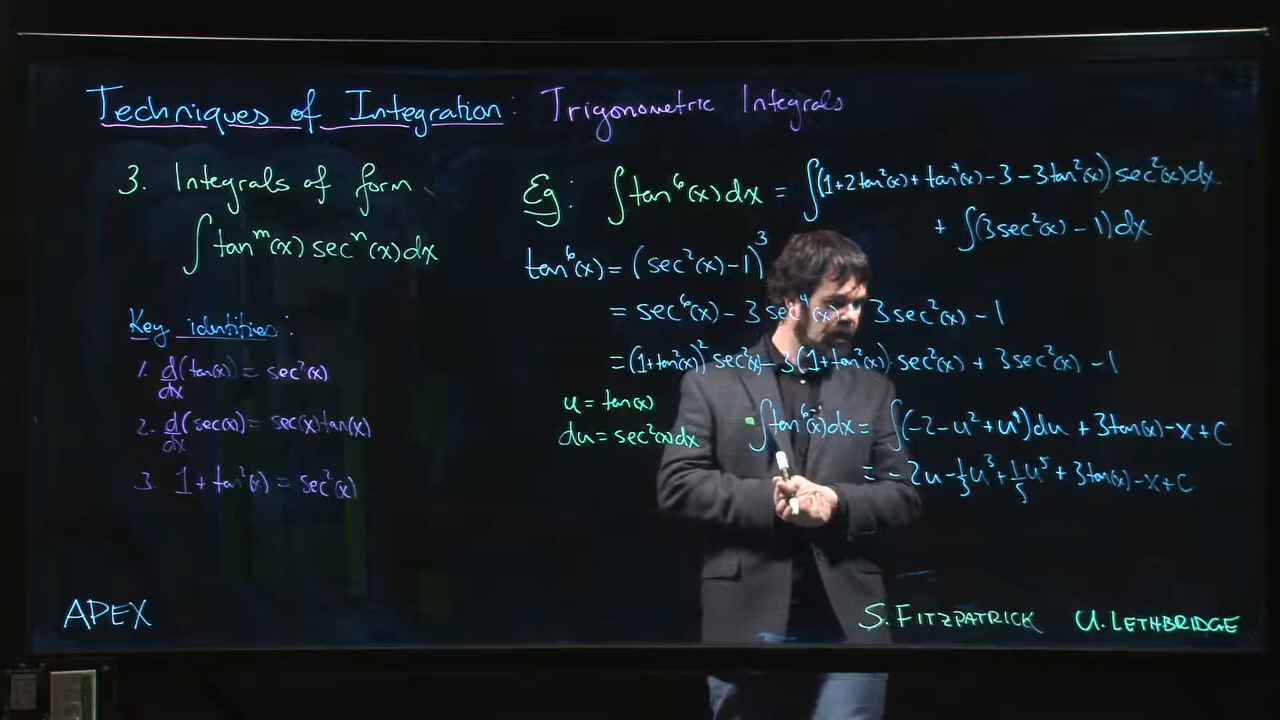 Techniques of Integration: Trigonometric Integrals
3. Integrals of form
∫tan^m(x) sec^n(x)dx
Key identities:
1. d/dx(tan(x)) = sec²(x)
2. d/dx(sec(x)) = sec(x)tan(x)
3. 1 + tan²(x) = sec²(x)
Eg: ∫tan⁶(x)dx = ∫(1+2tan²(x)+tan⁴(x)-3-3tan²(x))sec²(x)dx
+ ∫(3sec²(x)-1)dx
tan⁶(x) = (sec²(x)-1)³
= sec⁶(x) - 3sec⁴(x) 3sec²(x) - 1
= (1+tan²(x))² sec²(x) - 3(1+tan²(x))·sec²(x) + 3sec²(x) - 1
u = tan(x)
du = sec²(x)dx
∫tan⁶(x)dx = ∫(-2-u²+u⁴)du + 3tan(x)-x+C
= -2u-1/3u³+1/5u⁵+3tan(x)-x+C
APEX
S. FITZPATRICK U. LETHBRIDGE